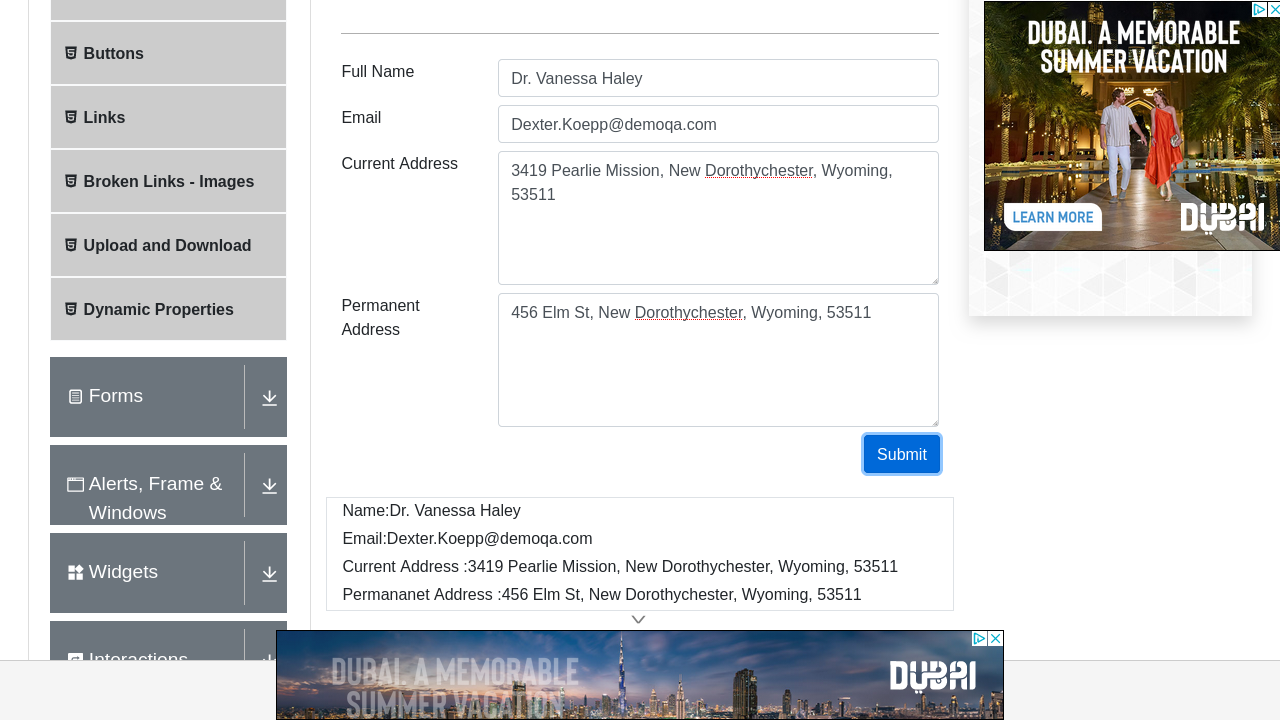 Buttons
Links
Broken Links - Images
Upload and Download
Dynamic Properties
Forms
Alerts, Frame &
Windows
Widgets
Interactions
Full Name
Dr. Vanessa Haley
Email
Dexter.Koepp@demoqa.com
Current Address
3419 Pearlie Mission, New Dorothychester, Wyoming,
53511
Permanent
Address
456 Elm St, New Dorothychester, Wyoming, 53511
Submit
Name:Dr. Vanessa Haley
Email:Dexter.Koepp@demoqa.com
Current Address :3419 Pearlie Mission, New Dorothychester, Wyoming, 53511
Permananet Address :456 Elm St, New Dorothychester, Wyoming, 53511
DUBAI. A MEMORABLE
SUMMER VACATION
LEARN MORE
DUBAI
DUBAI. A MEMORABLE
SUMMER VACATION
DUBAI